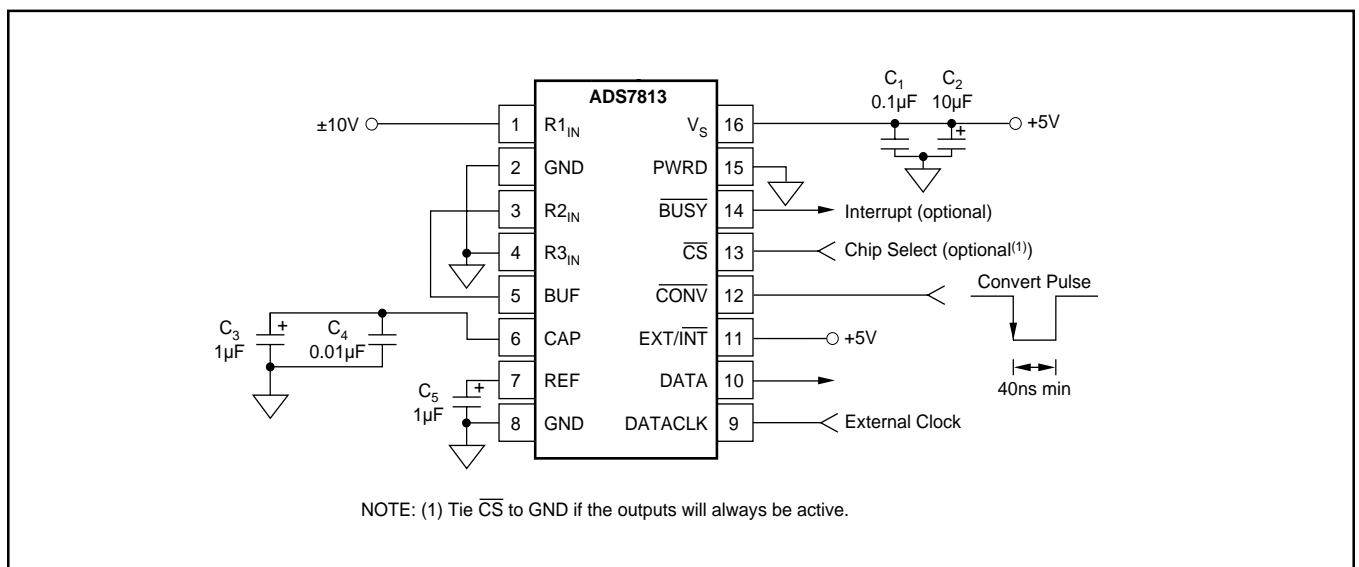 ADS7813
C1
0.1µF
C2
10µF
±10V
1
R1IN
VS
16
+5V
2
GND
PWRD
15
3
R2IN
BUSY
14
Interrupt (optional)
4
R3IN
CS
13
Chip Select (optional(1))
5
BUF
CONV
12
Convert Pulse
C3
1µF
+
C4
0.01µF
6
CAP
EXT/INT
11
+5V
40ns min
C5
1µF
+
7
REF
DATA
10
8
GND
DATACLK
9
External Clock
+
NOTE: (1) Tie CS to GND if the outputs will always be active.